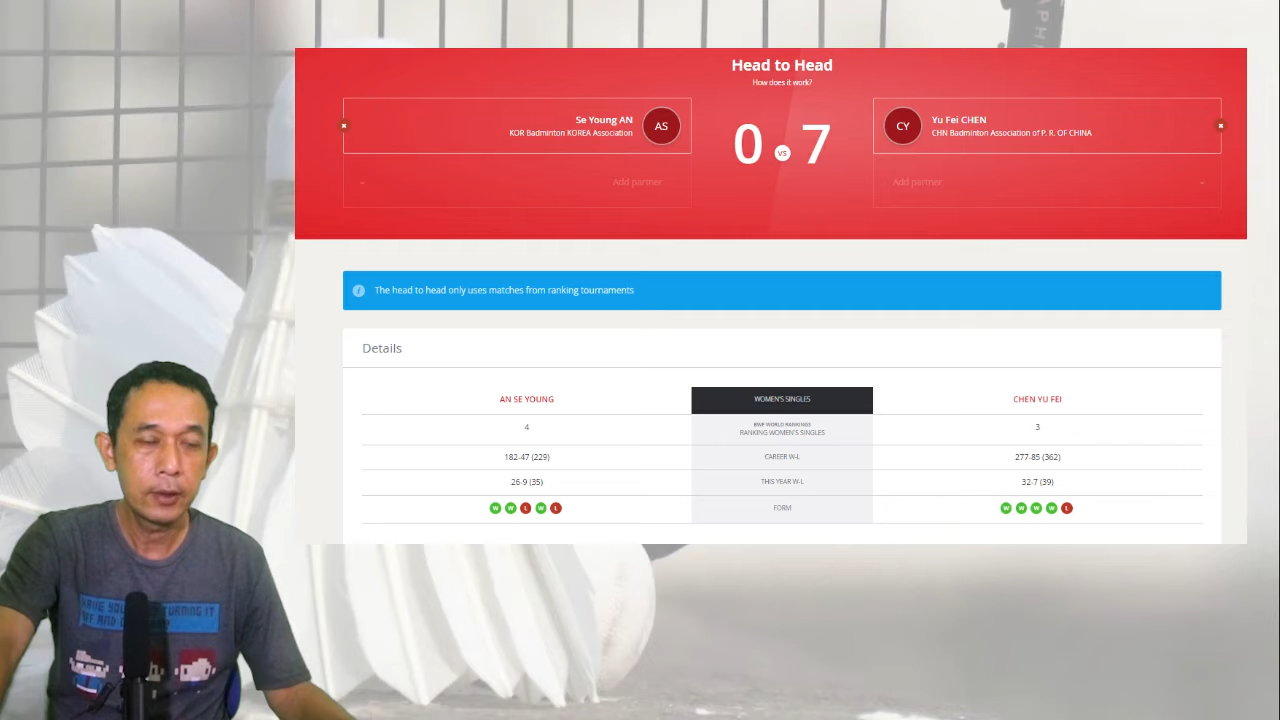 Head to Head
How does it work?
Se Young AN
KOR Badminton KOREA Association
AS
0 vs 7
CY
Yu Fei CHEN
CHN Badminton Association of P. R. OF CHINA
Add partner
Add partner
The head to head only uses matches from ranking tournaments
Details
AN SE YOUNG WOMEN'S SINGLES CHEN YU FEI
4 BWF WORLD RANKINGS 3
RANKING WOMEN'S SINGLES
182-47 (229) CAREER W-L 277-85 (362)
26-9 (35) THIS YEAR W-L 32-7 (39)
W W L W L FORM W W W W L